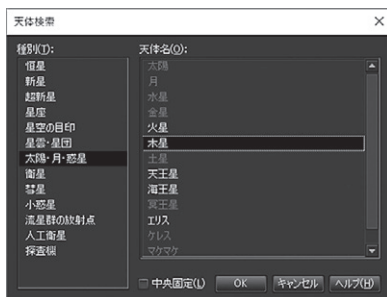 天体検索
種別(T):
恒星
新星
超新星
星座
星空の目印
星雲・星団
太陽・月・惑星
衛星
彗星
小惑星
流星群の放射点
人工衛星
探査機
天体名(O):
太陽
月
水星
金星
火星
木星
土星
天王星
海王星
冥王星
エリス
ケレス
マケマケ
中央固定(L)
OK
キャンセル
ヘルプ(H)